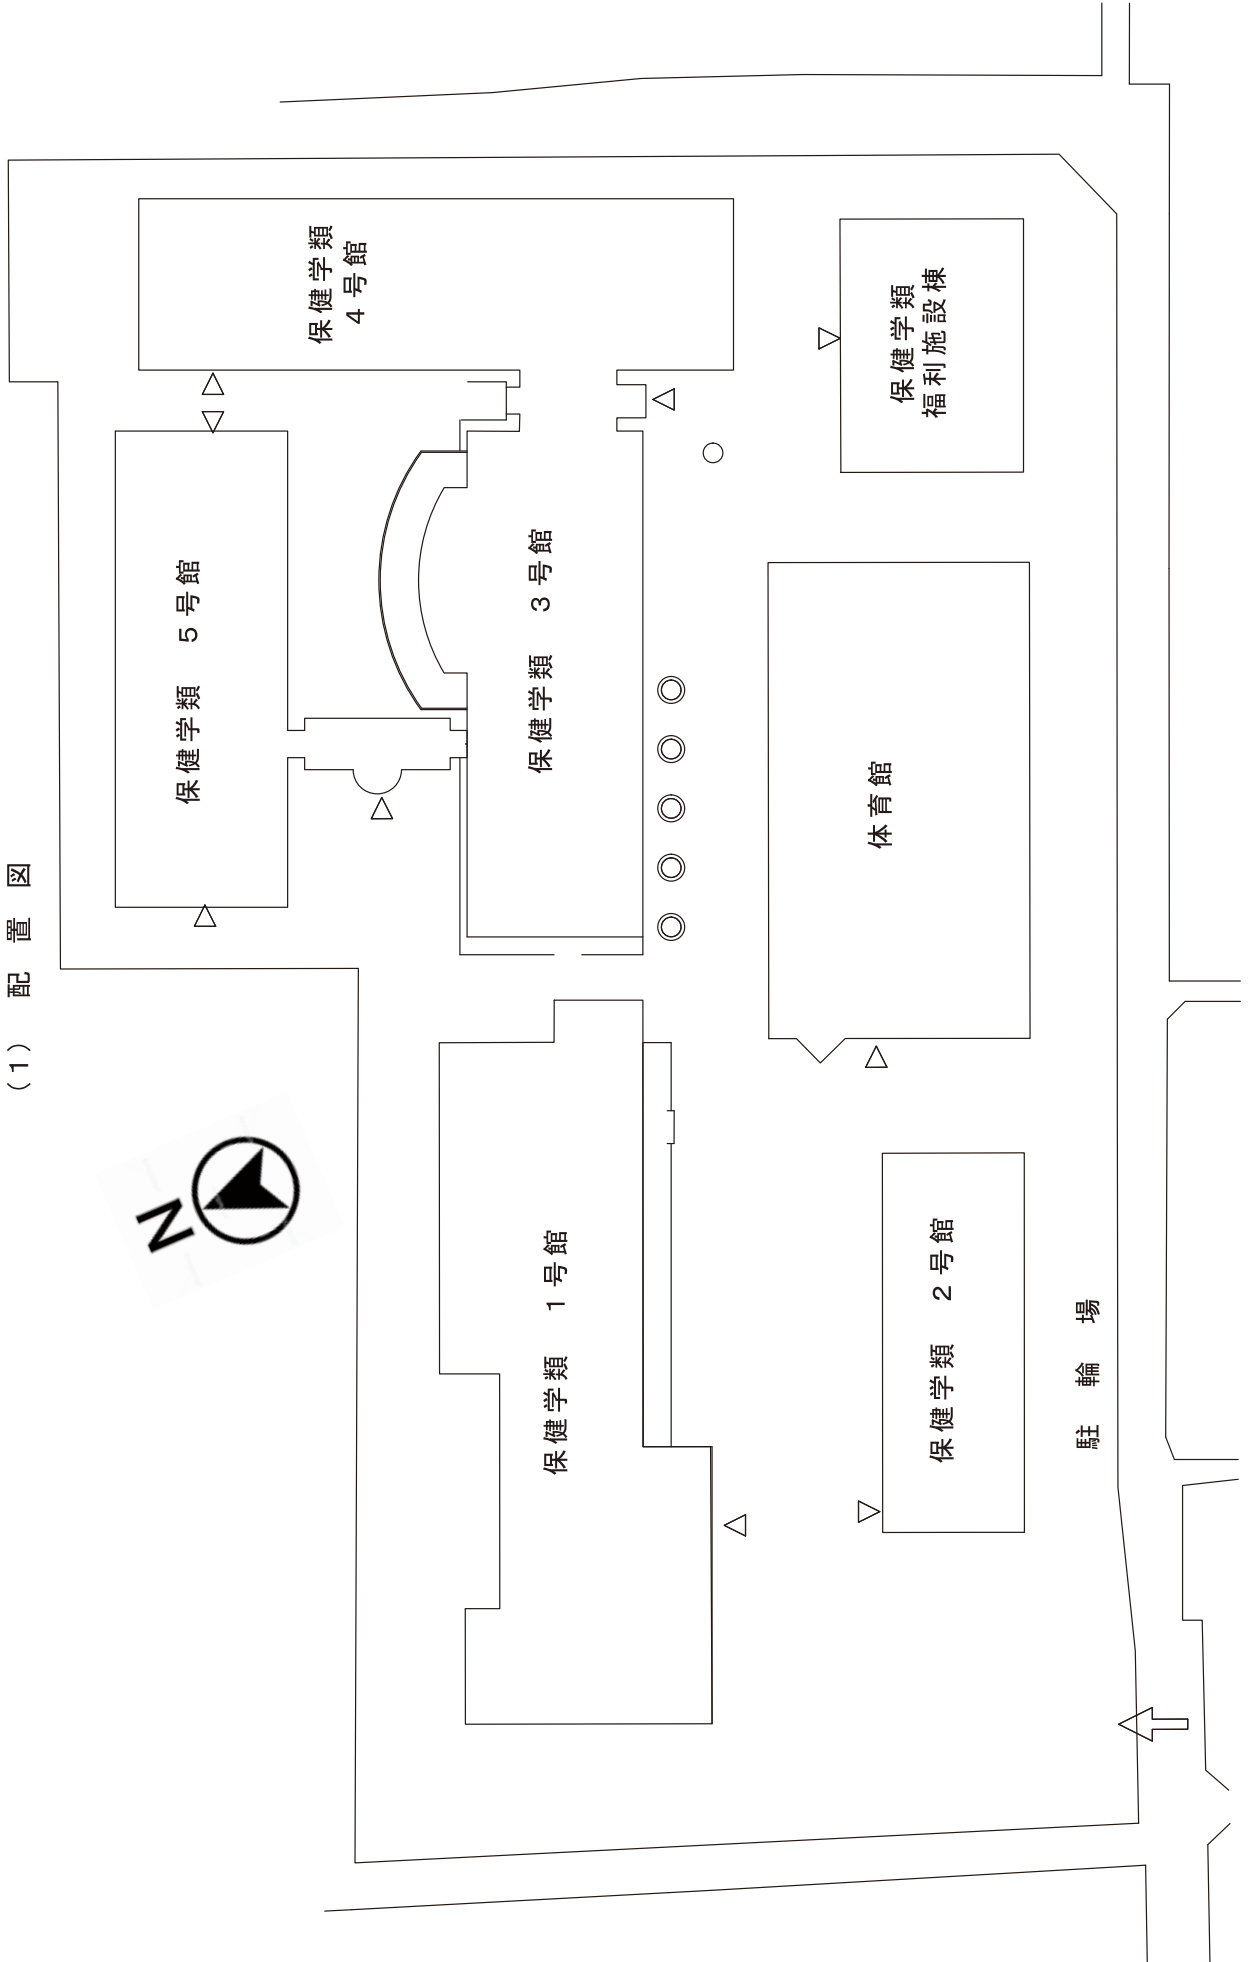 （1）　配　置　図
N
保健学類　5号館
保健学類
4号館
保健学類　3号館
保健学類　1号館
体育館
保健学類
福利施設棟
保健学類　2号館
駐　輪　場